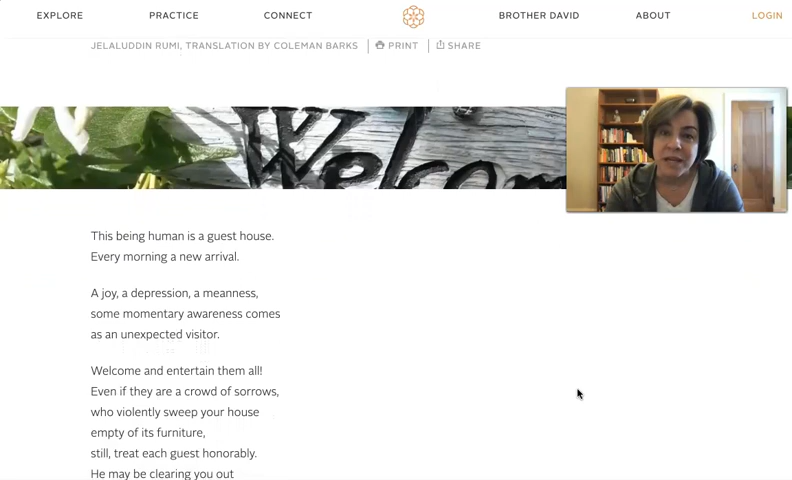 EXPLORE PRACTICE CONNECT BROTHER DAVID ABOUT LOGIN
JELALUDDIN RUMI, TRANSLATION BY COLEMAN BARKS PRINT SHARE
Welcom
This being human is a guest house.
Every morning a new arrival.
A joy, a depression, a meanness,
some momentary awareness comes
as an unexpected visitor.
Welcome and entertain them all!
Even if they are a crowd of sorrows,
who violently sweep your house
empty of its furniture,
still, treat each guest honorably.
He may be clearing you out